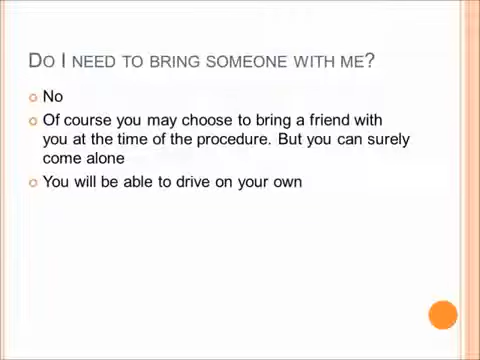 DO I NEED TO BRING SOMEONE WITH ME?
No
Of course you may choose to bring a friend with
you at the time of the procedure. But you can surely
come alone
You will be able to drive on your own